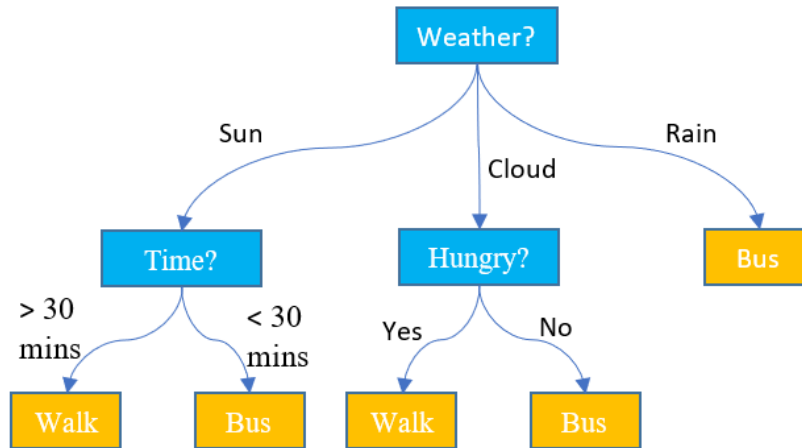 Weather?
Sun
Cloud
Rain
Time?
Hungry?
Bus
> 30
mins
< 30
mins
Yes
No
Walk
Bus
Walk
Bus